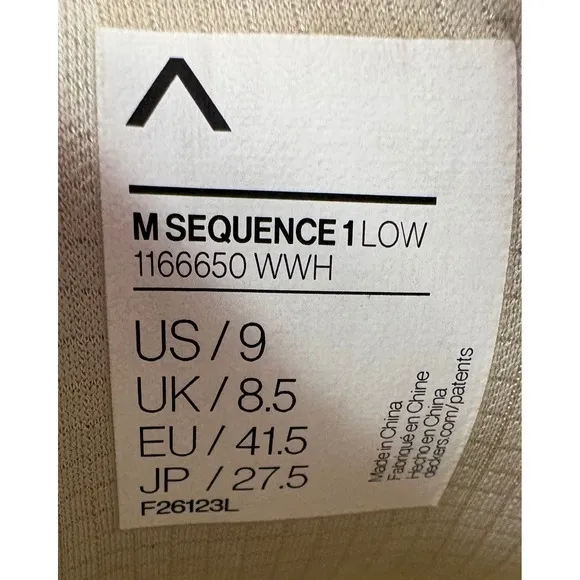 M SEQUENCE 1 LOW
1166650 WWH
US / 9
UK / 8.5
EU / 41.5
JP / 27.5
F26123L
Made in China
Fabriqué en Chine
Hecho en China
deckers.com/patents